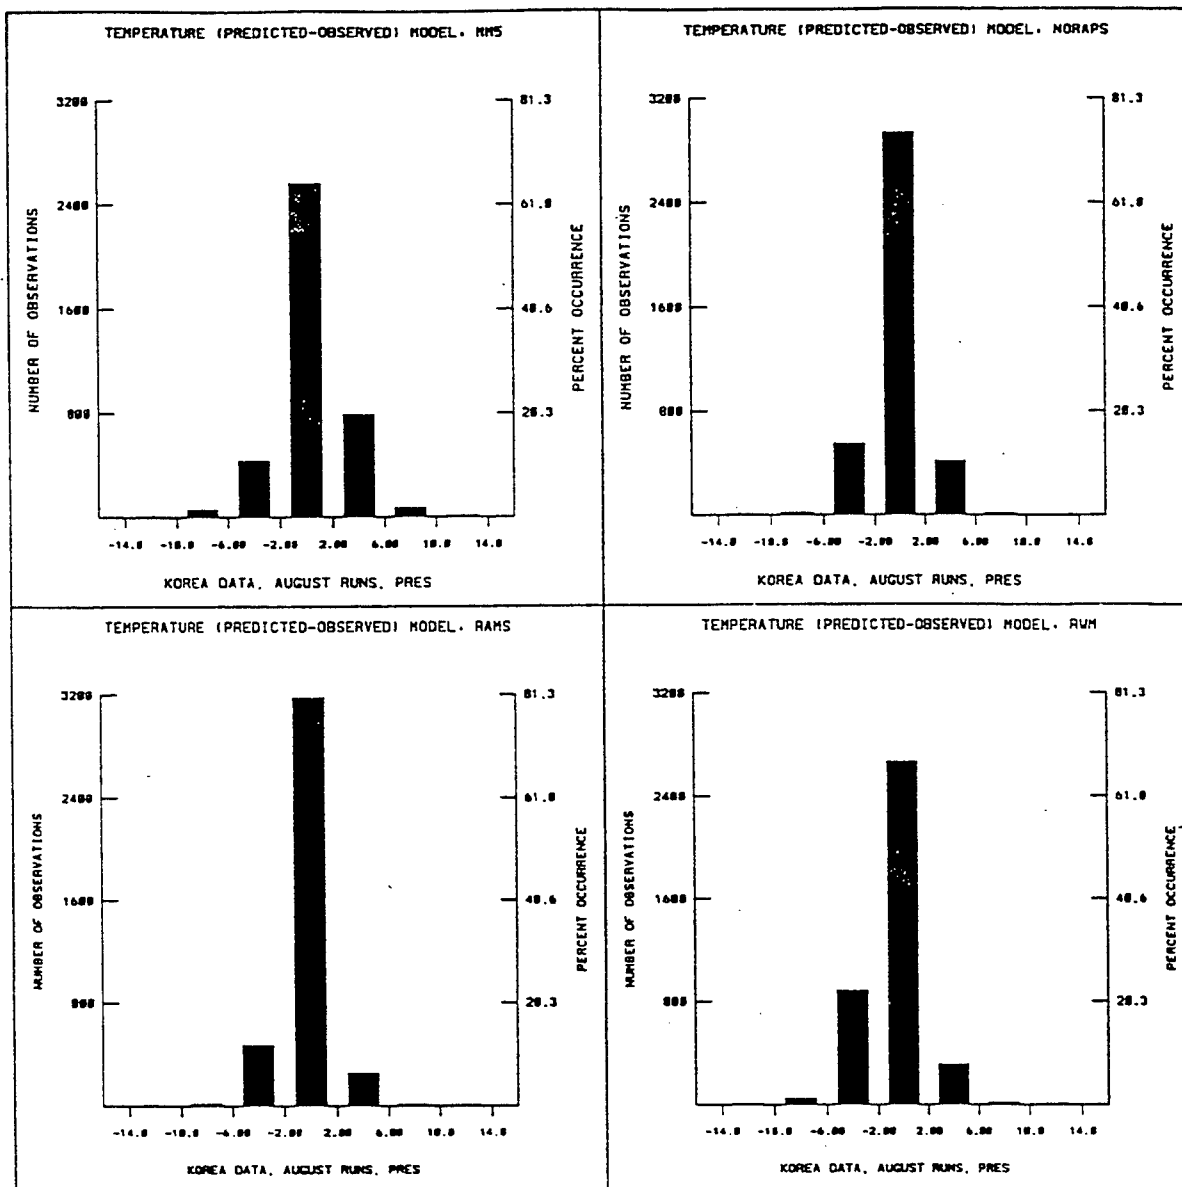 TEMPERATURE (PREDICTED-OBSERVED) MODEL. MM5
3200
2400
1600
800
NUMBER OF OBSERVATIONS
81.3
61.0
40.6
20.3
PERCENT OCCURRENCE
-14.0 -10.0 -6.00 -2.00 2.00 6.00 10.0 14.0
KOREA DATA, AUGUST RUNS, PRES
TEMPERATURE (PREDICTED-OBSERVED) MODEL. NORAPS
3200
2400
1600
800
NUMBER OF OBSERVATIONS
81.3
61.0
40.6
20.3
PERCENT OCCURRENCE
-14.0 -10.0 -6.00 -2.00 2.00 6.00 10.0 14.0
KOREA DATA, AUGUST RUNS, PRES
TEMPERATURE (PREDICTED-OBSERVED) MODEL. RAMS
3200
2400
1600
800
NUMBER OF OBSERVATIONS
81.3
61.0
40.6
20.3
PERCENT OCCURRENCE
-14.0 -10.0 -6.00 -2.00 2.00 6.00 10.0 14.0
KOREA DATA, AUGUST RUNS, PRES
TEMPERATURE (PREDICTED-OBSERVED) MODEL. RWM
3200
2400
1600
800
NUMBER OF OBSERVATIONS
81.3
61.0
40.6
20.3
PERCENT OCCURRENCE
-14.0 -10.0 -6.00 -2.00 2.00 6.00 10.0 14.0
KOREA DATA, AUGUST RUNS, PRES